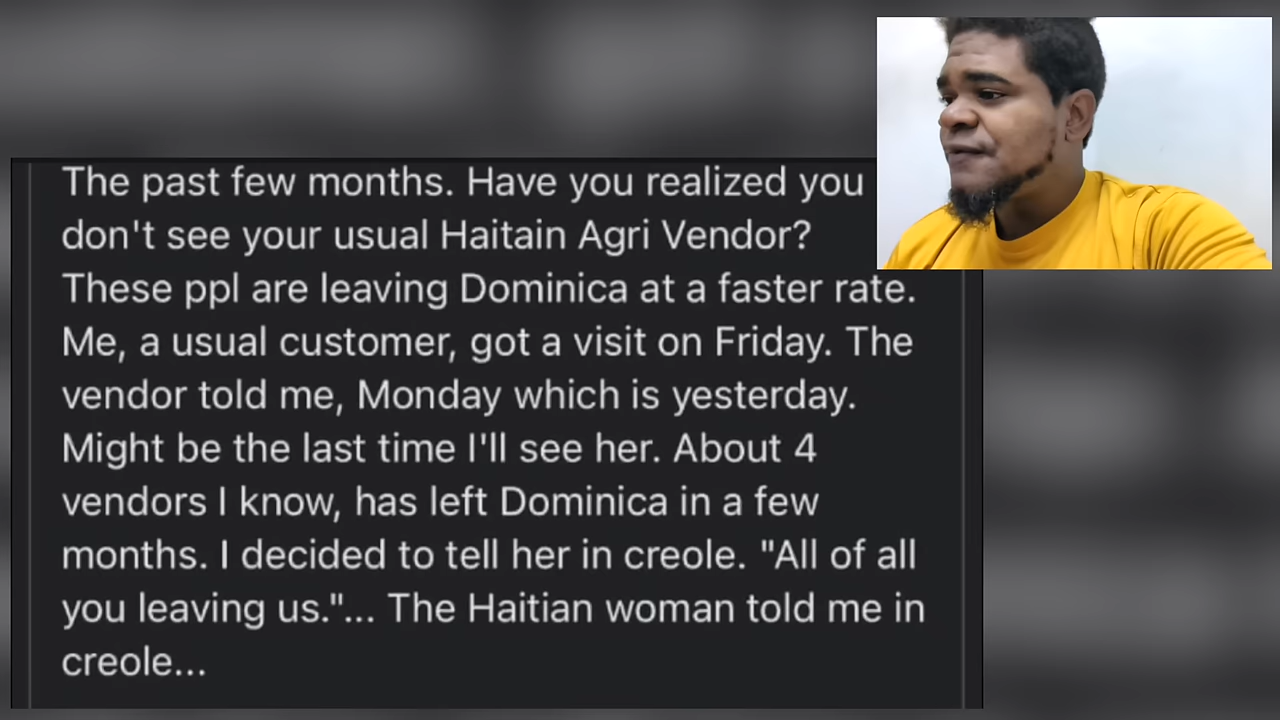 The past few months. Have you realized you
don't see your usual Haitain Agri Vendor?
These ppl are leaving Dominica at a faster rate.
Me, a usual customer, got a visit on Friday. The
vendor told me, Monday which is yesterday.
Might be the last time I'll see her. About 4
vendors I know, has left Dominica in a few
months. I decided to tell her in creole. "All of all
you leaving us."... The Haitian woman told me in
creole...